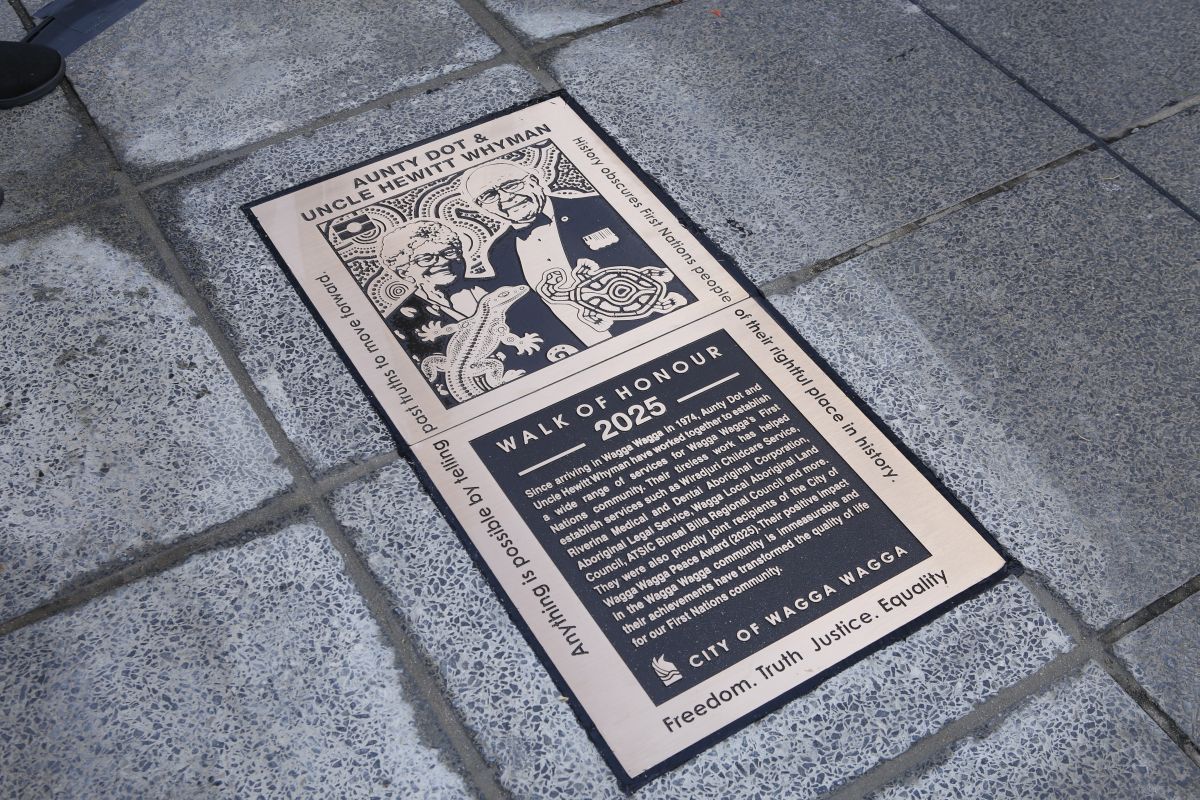 AUNTY DOT &
UNCLE HEWITT WHYMAN
History obscures First Nations people
of their rightful place in history.
Anything is possible by telling
past truths to move forward.
WALK OF HONOUR
2025
Since arriving in Wagga Wagga in 1974, Aunty Dot and
Uncle Hewitt Whyman have worked together to establish
a wide range of services for Wagga Wagga's First
Nations community. Their tireless work has helped
establish services such as Wiradjuri Childcare Service,
Riverina Medical and Dental Aboriginal Corporation,
Aboriginal Legal Service, Wagga Local Aboriginal Land
Council, ATSIC Binaal Billa Regional Council and more.
They were also proudly joint recipients of the City of
Wagga Wagga Peace Award (2025). Their positive impact
in the Wagga Wagga community is immeasurable and
their achievements have transformed the quality of life
for our First Nations community.
CITY OF WAGGA WAGGA
Freedom. Truth Justice. Equality